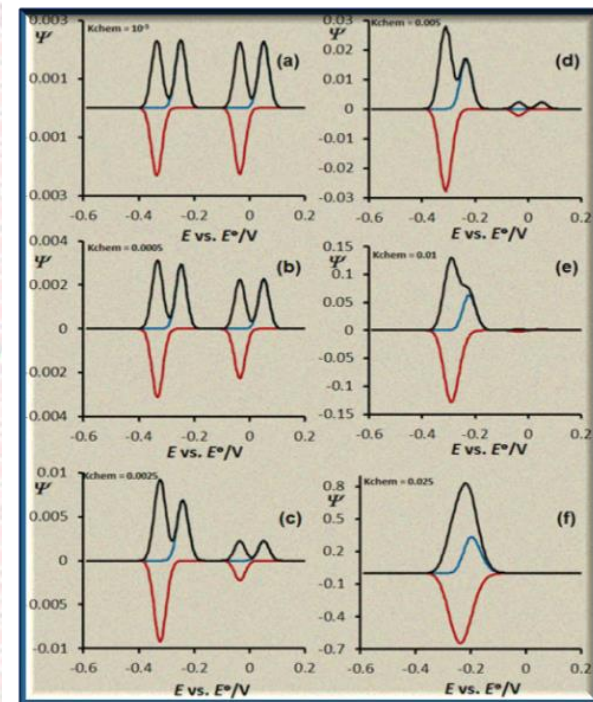 0.003
Ψ
Kchem = 10⁻⁵
(a)
0.001
0
0.001
0.003
-0.6 -0.4 -0.2 0 0.2
E vs. E°/V
0.004
Ψ
Kchem = 0.0005
(b)
0.002
0
-0.002
-0.004
-0.6 -0.4 -0.2 0 0.2
E vs. E°/V
0.01
Ψ
Kchem = 0.0025
(c)
0.005
0
-0.005
-0.01
-0.6 -0.4 -0.2 0 0.2
E vs. E°/V
0.03
Ψ
Kchem = 0.005
(d)
0.02
0.01
0
-0.01
-0.02
-0.03
-0.6 -0.4 -0.2 0 0.2
E vs. E°/V
0.15
Ψ
Kchem = 0.01
(e)
0.1
0.05
0
-0.05
-0.1
-0.15
-0.6 -0.4 -0.2 0 0.2
E vs. E°/V
Ψ
0.8
Kchem = 0.025
(f)
0.5
0.2
-0.1
-0.4
-0.7
-0.6 -0.4 -0.2 0 0.2
E vs. E°/V